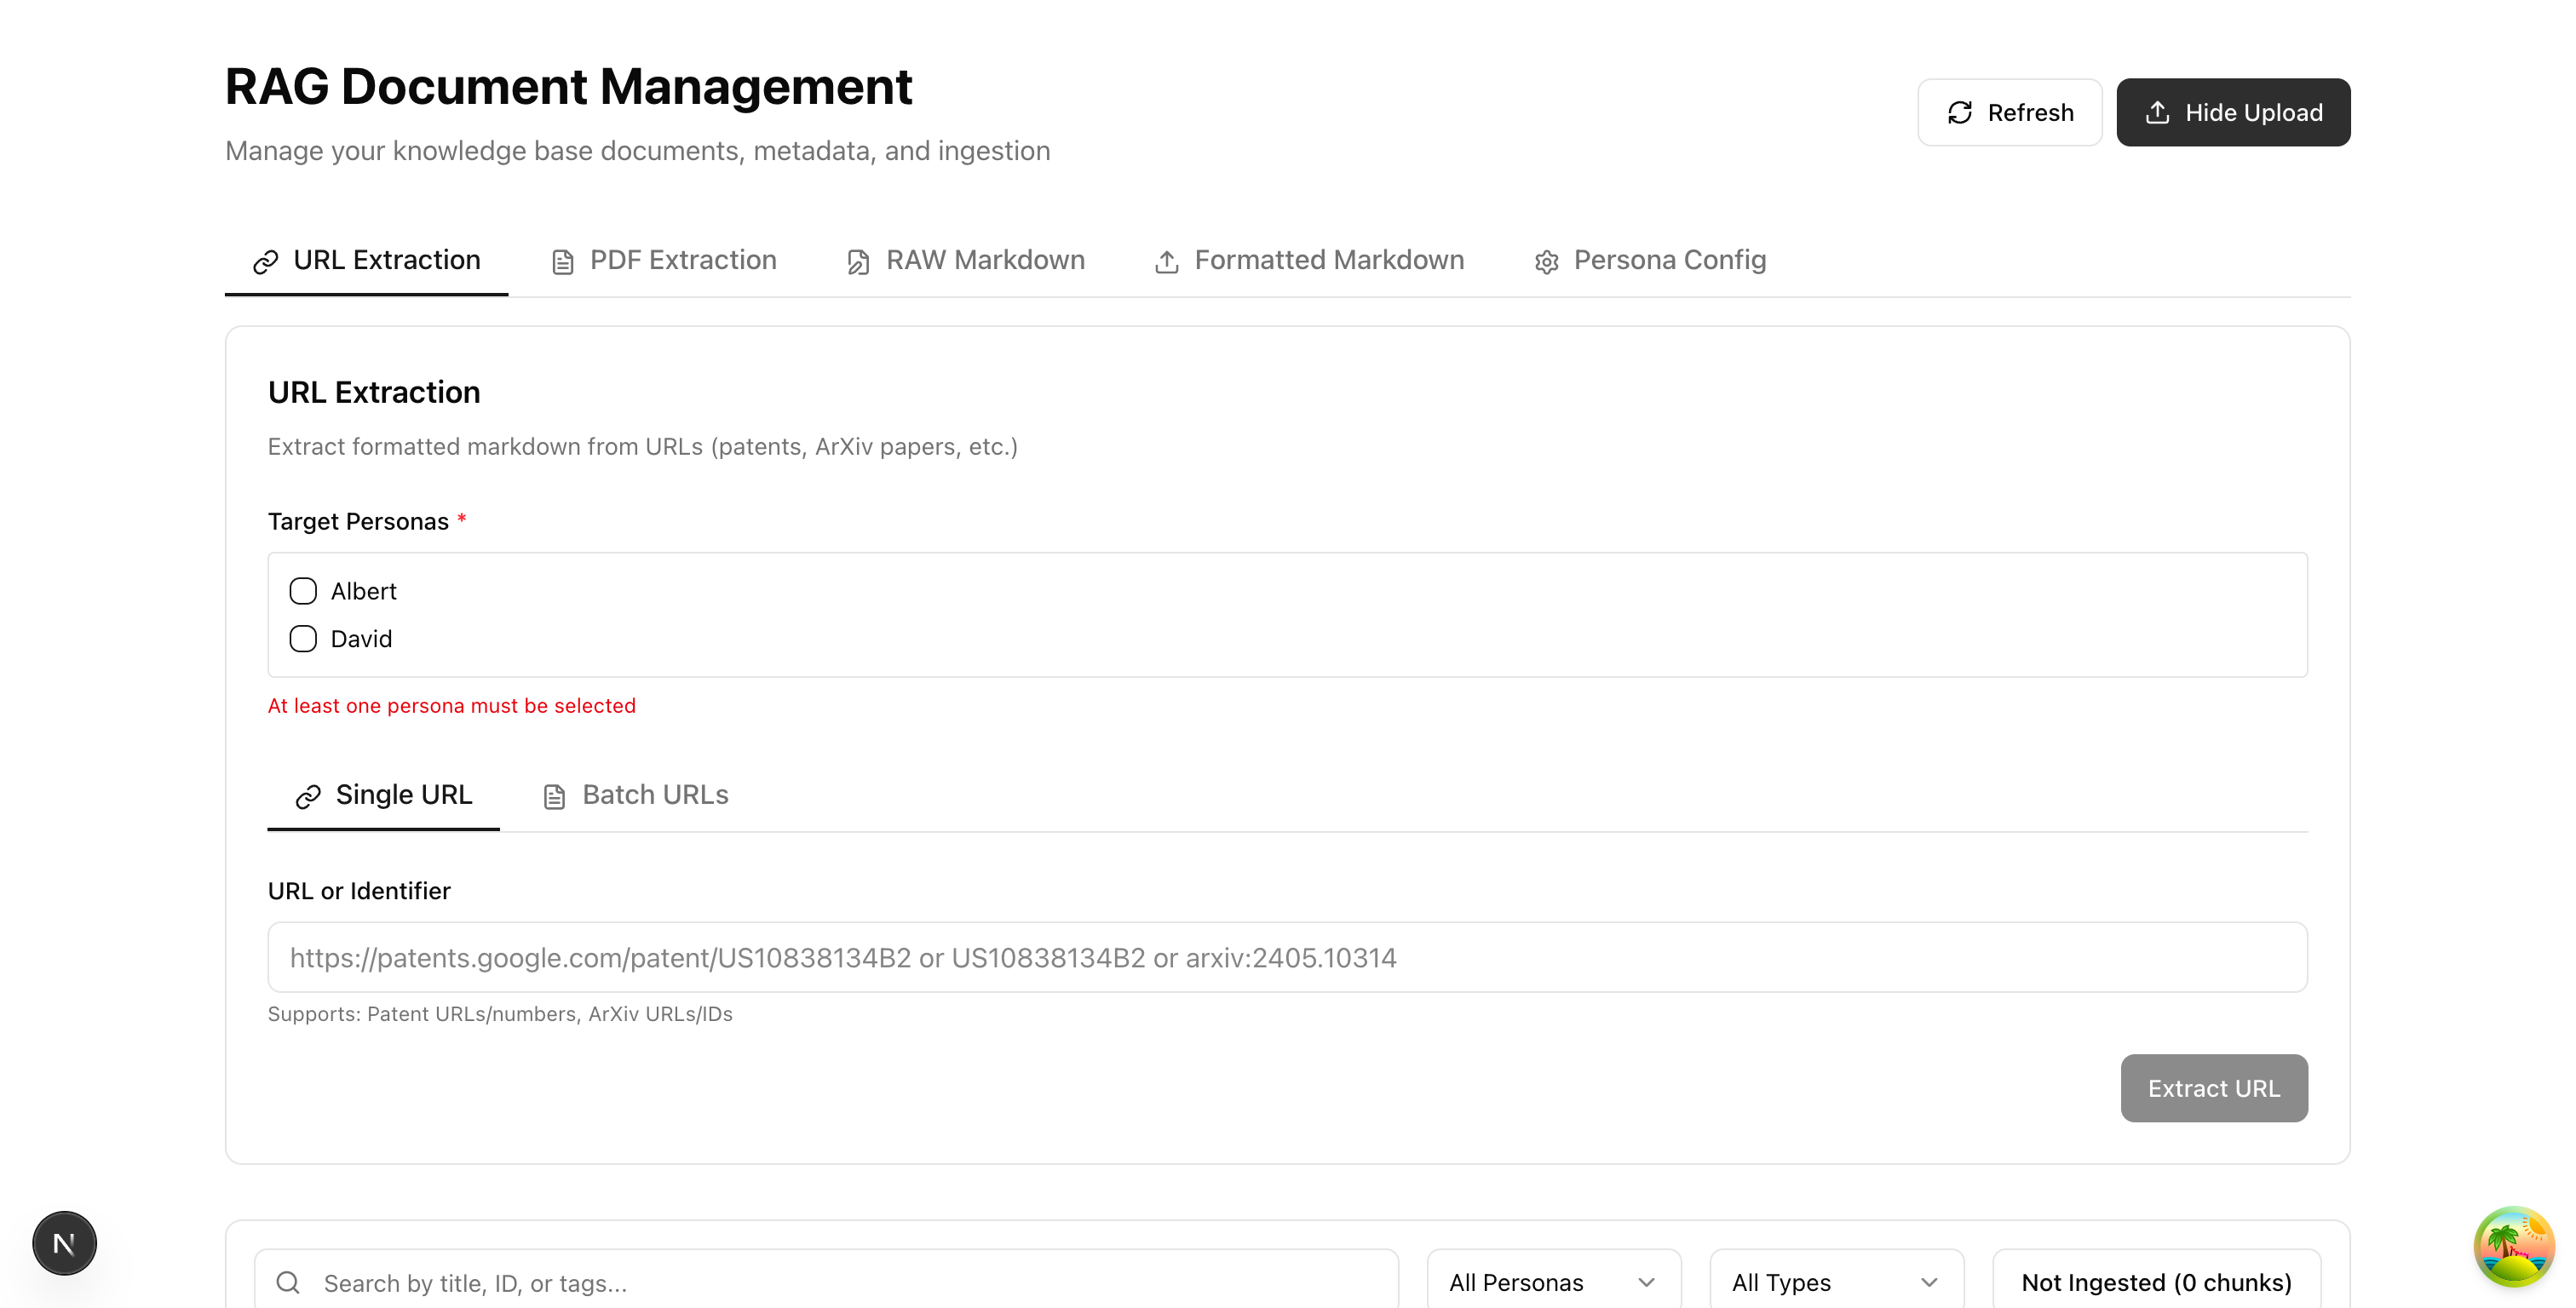 RAG Document Management
Manage your knowledge base documents, metadata, and ingestion
Refresh
Hide Upload
URL Extraction
PDF Extraction
RAW Markdown
Formatted Markdown
Persona Config
URL Extraction
Extract formatted markdown from URLs (patents, ArXiv papers, etc.)
Target Personas *
Albert
David
At least one persona must be selected
Single URL
Batch URLs
URL or Identifier
https://patents.google.com/patent/US10838134B2 or US10838134B2 or arxiv:2405.10314
Supports: Patent URLs/numbers, ArXiv URLs/IDs
Extract URL
N
Search by title, ID, or tags...
All Personas
All Types
Not Ingested (0 chunks)